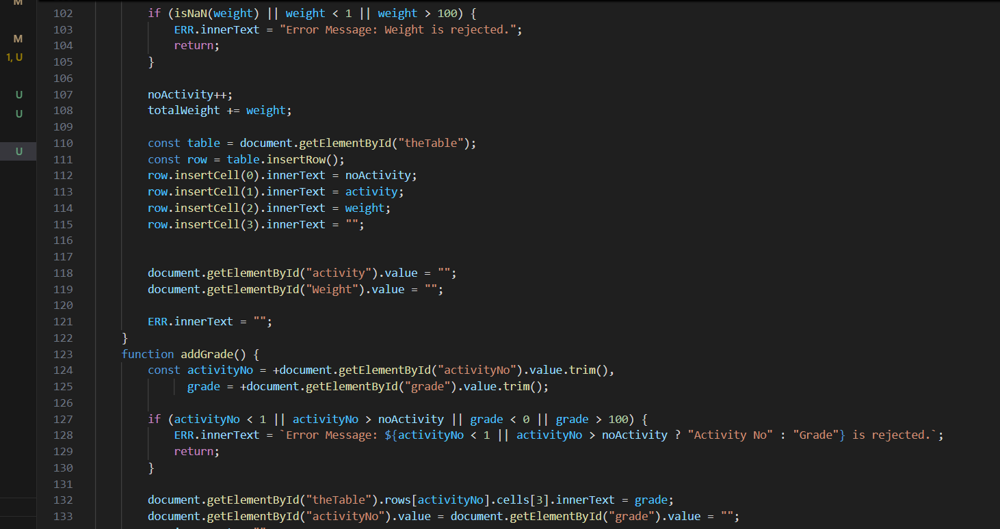 M
102 if (isNaN(weight) || weight < 1 || weight > 100) {
103 ERR.innerText = "Error Message: Weight is rejected.";
M
104 return;
1, U
105 }
106
107 noActivity++;
U
108 totalWeight += weight;
U
109
110 const table = document.getElementById("theTable");
U
111 const row = table.insertRow();
112 row.insertCell(0).innerText = noActivity;
113 row.insertCell(1).innerText = activity;
114 row.insertCell(2).innerText = weight;
115 row.insertCell(3).innerText = "";
116
117
118 document.getElementById("activity").value = "";
119 document.getElementById("Weight").value = "";
120
121 ERR.innerText = "";
122 }
123 function addGrade() {
124 const activityNo = +document.getElementById("activityNo").value.trim(),
125 grade = +document.getElementById("grade").value.trim();
126
127 if (activityNo < 1 || activityNo > noActivity || grade < 0 || grade > 100) {
128 ERR.innerText = `Error Message: ${activityNo < 1 || activityNo > noActivity ? "Activity No" : "Grade"} is rejected.`;
129 return;
130 }
131
132 document.getElementById("theTable").rows[activityNo].cells[3].innerText = grade;
133 document.getElementById("activityNo").value = document.getElementById("grade").value = "";